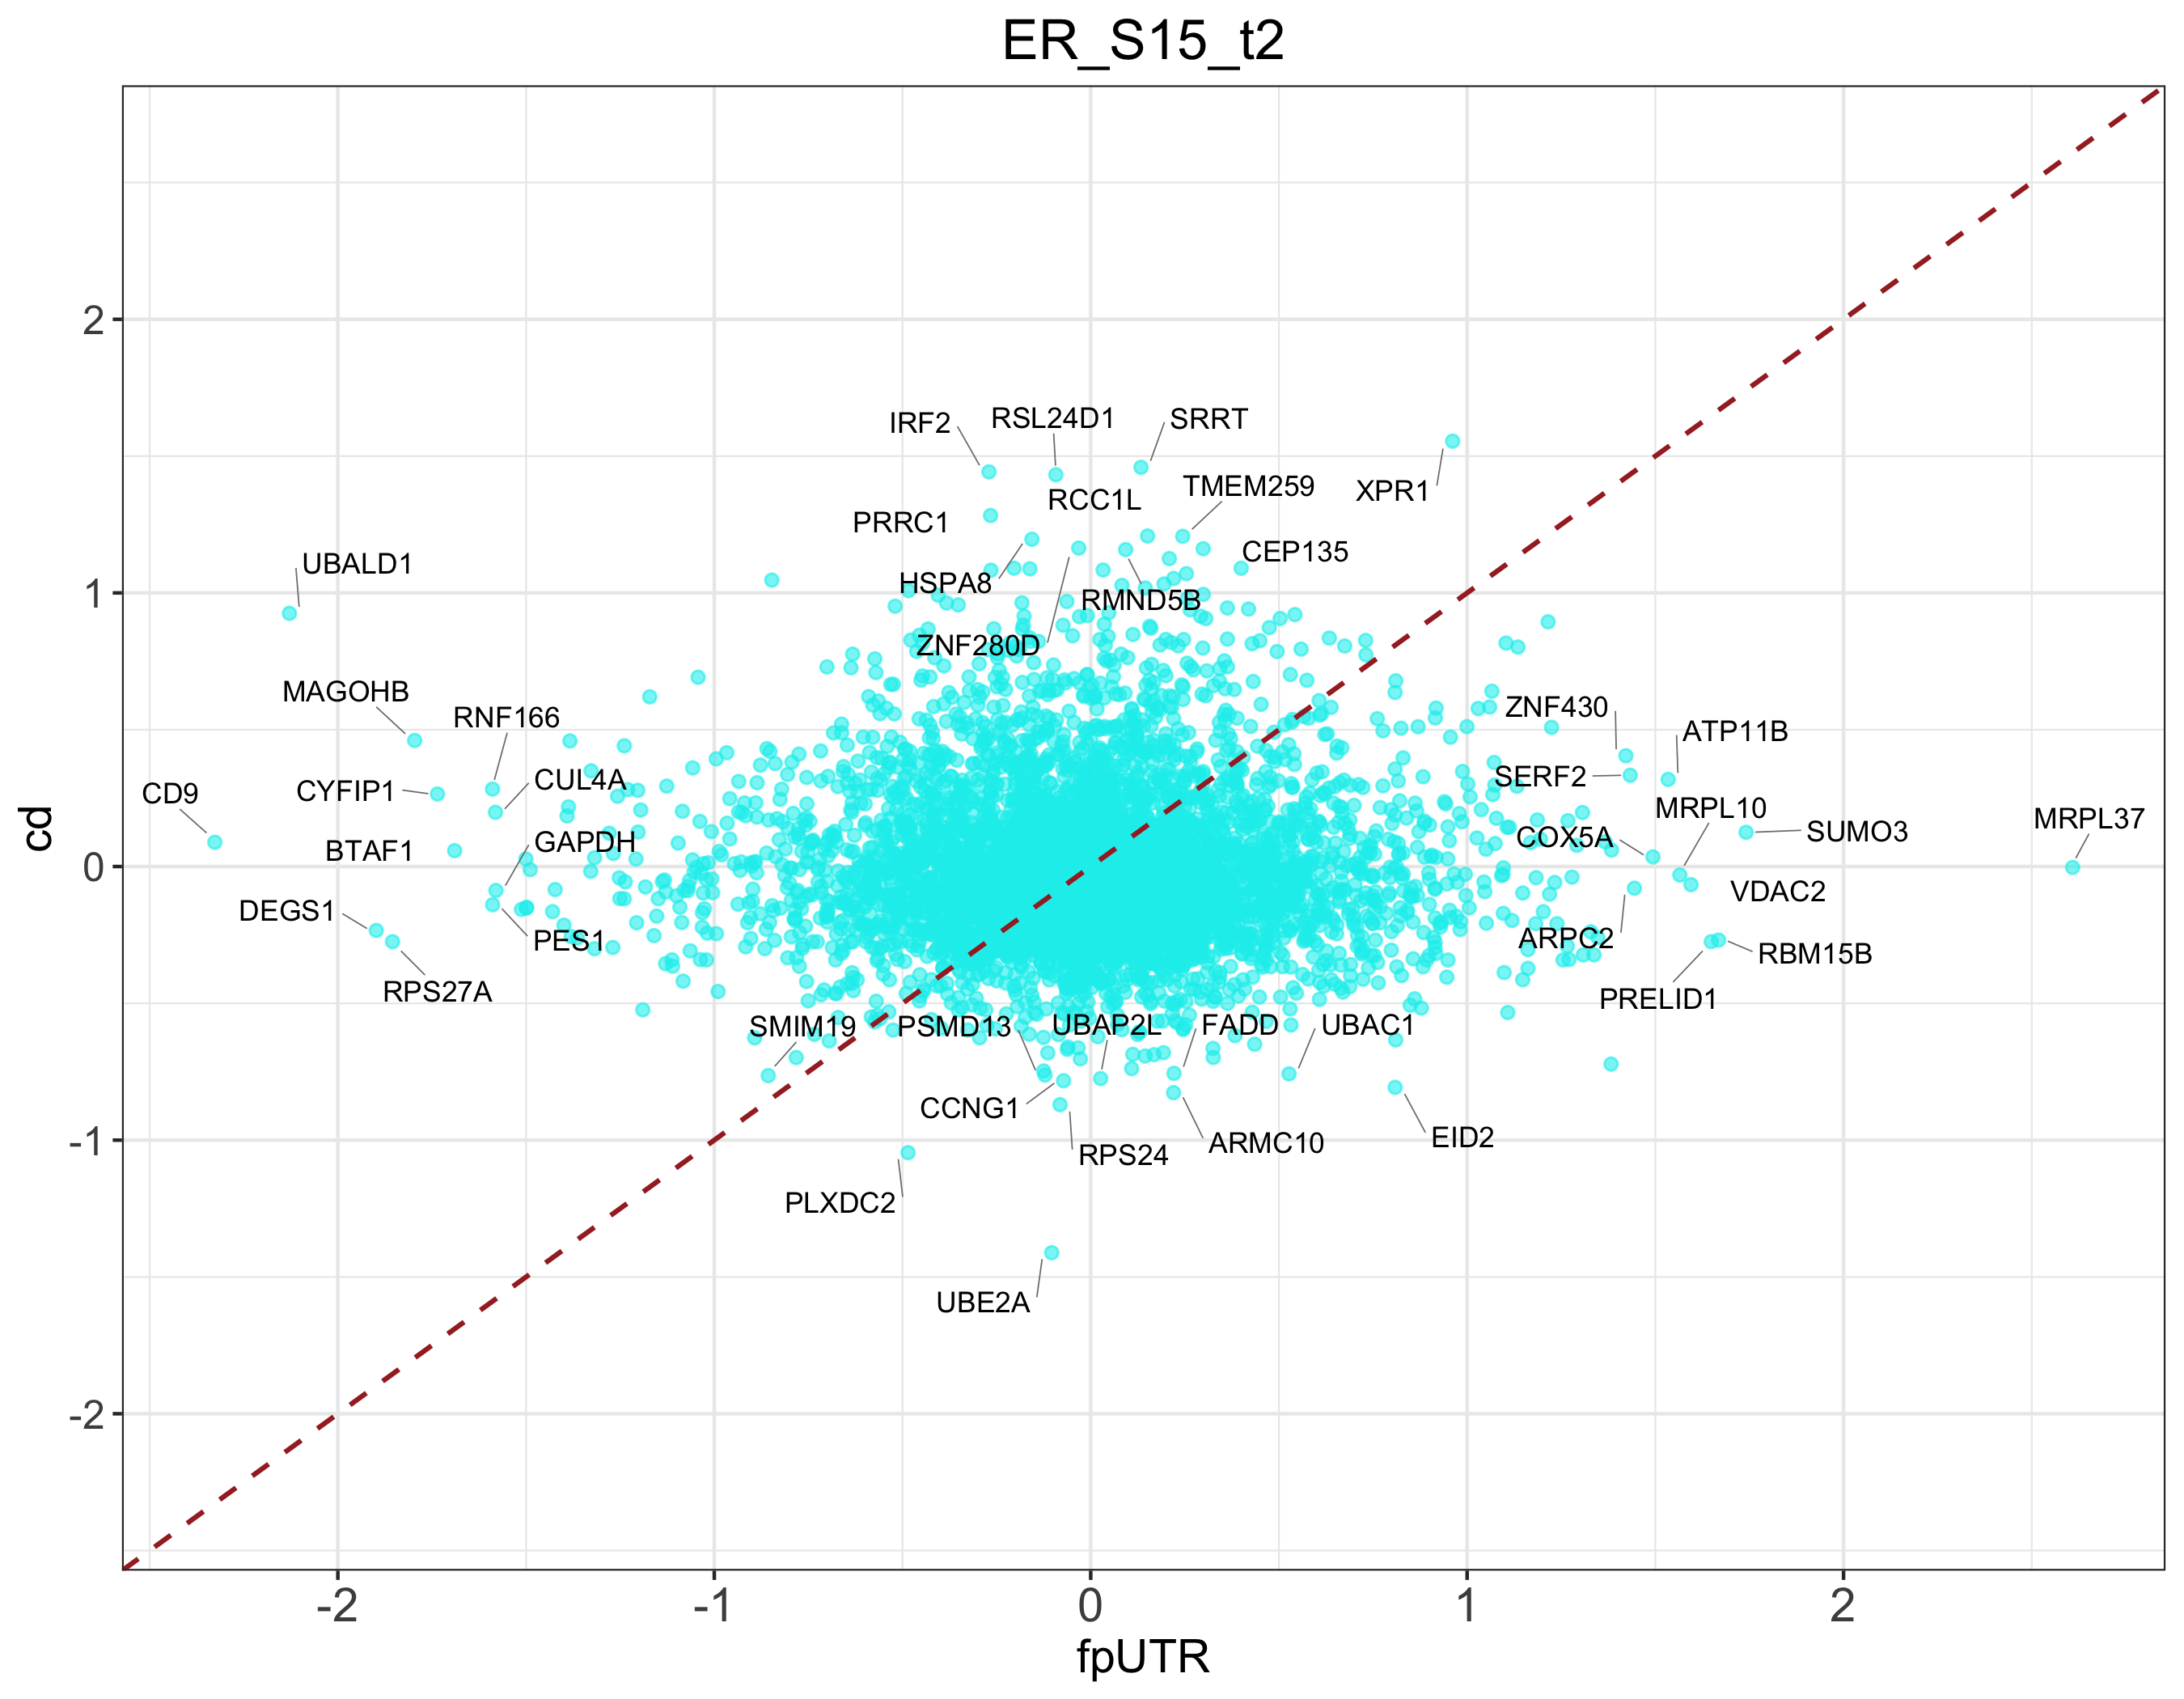 ER_S15_t2
IRF2
RSL24D1
SRRT
TMEM259
XPR1
RCC1L
PRRC1
CEP135
UBALD1
HSPA8
RMND5B
ZNF280D
MAGOHB
RNF166
ZNF430
ATP11B
CUL4A
SERF2
CYFIP1
CD9
MRPL10
MRPL37
SUMO3
COX5A
GAPDH
BTAF1
VDAC2
DEGS1
PES1
ARPC2
RBM15B
RPS27A
PRELID1
SMIM19
PSMD13
UBAP2L
FADD
UBAC1
CCNG1
RPS24
ARMC10
EID2
PLXDC2
UBE2A
2
1
0
-1
-2
cd
-2
-1
0
1
2
fpUTR